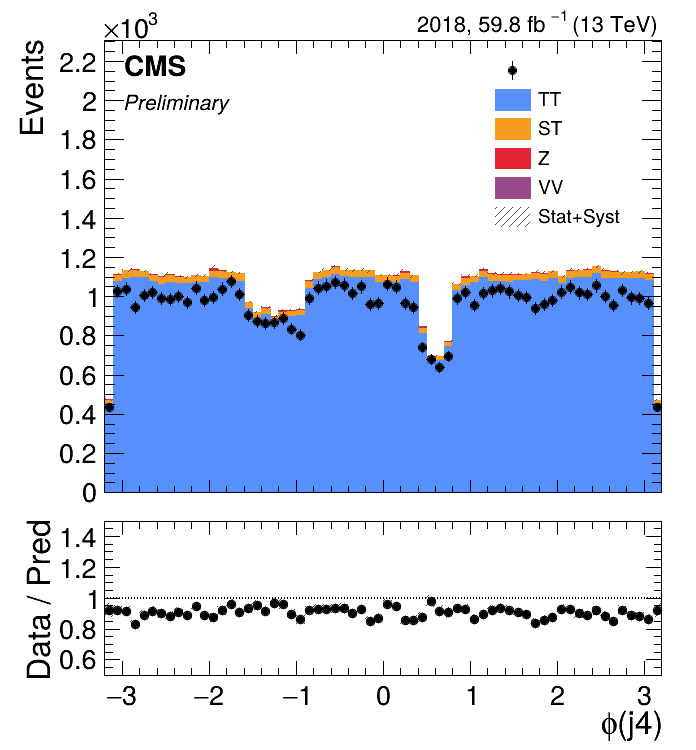 ×10³
2018, 59.8 fb⁻¹ (13 TeV)
Events
CMS
Preliminary
TT
ST
Z
VV
Stat+Syst
2.2
2
1.8
1.6
1.4
1.2
1
0.8
0.6
0.4
0.2
0
Data / Pred
1.4
1.2
1
0.8
0.6
−3 −2 −1 0 1 2 3
ϕ(j4)